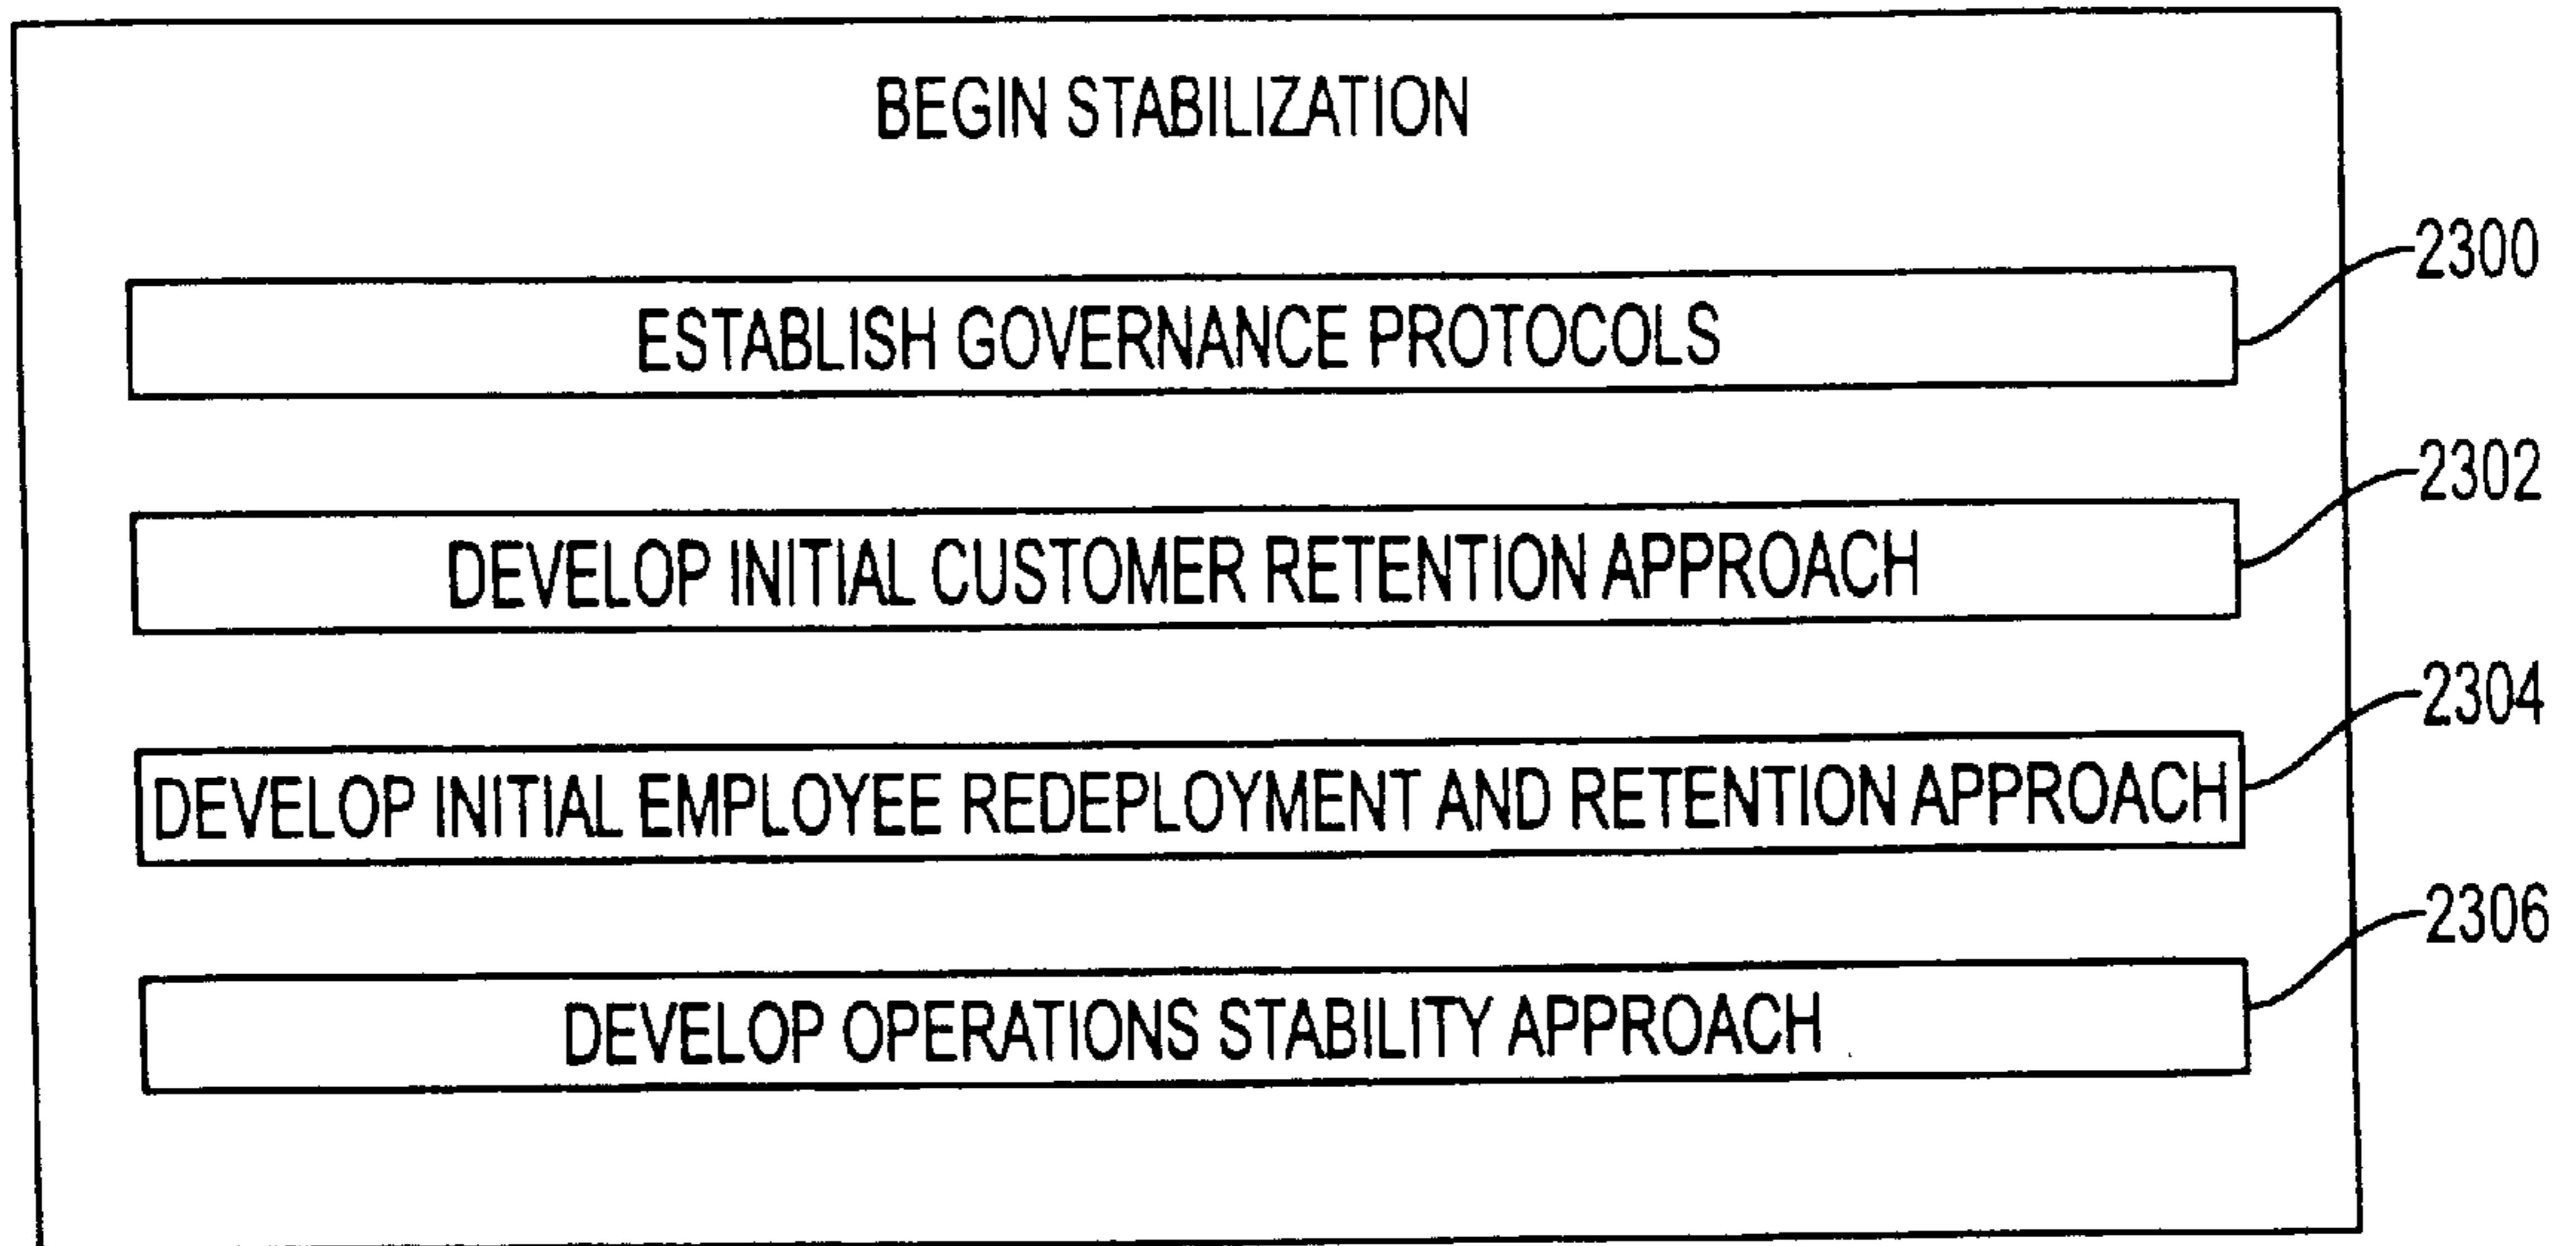 BEGIN STABILIZATION
2300
ESTABLISH GOVERNANCE PROTOCOLS
2302
DEVELOP INITIAL CUSTOMER RETENTION APPROACH
2304
DEVELOP INITIAL EMPLOYEE REDEPLOYMENT AND RETENTION APPROACH
2306
DEVELOP OPERATIONS STABILITY APPROACH